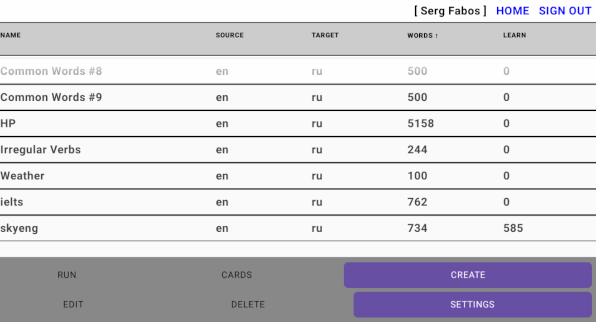 [ Serg Fabos ] HOME SIGN OUT
NAME SOURCE TARGET WORDS ↑ LEARN
Common Words #8 en ru 500 0
Common Words #9 en ru 500 0
HP en ru 5158 0
Irregular Verbs en ru 244 0
Weather en ru 100 0
ielts en ru 762 0
skyeng en ru 734 585
RUN CARDS CREATE
EDIT DELETE SETTINGS